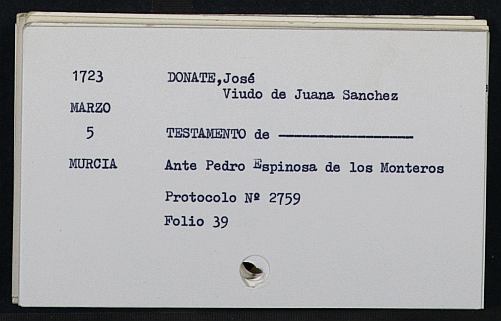 1723 DONATE,José
Viudo de Juana Sanchez
MARZO
5 TESTAMENTO de ——————————
MURCIA Ante Pedro Espinosa de los Monteros
Protocolo Nº 2759
Folio 39